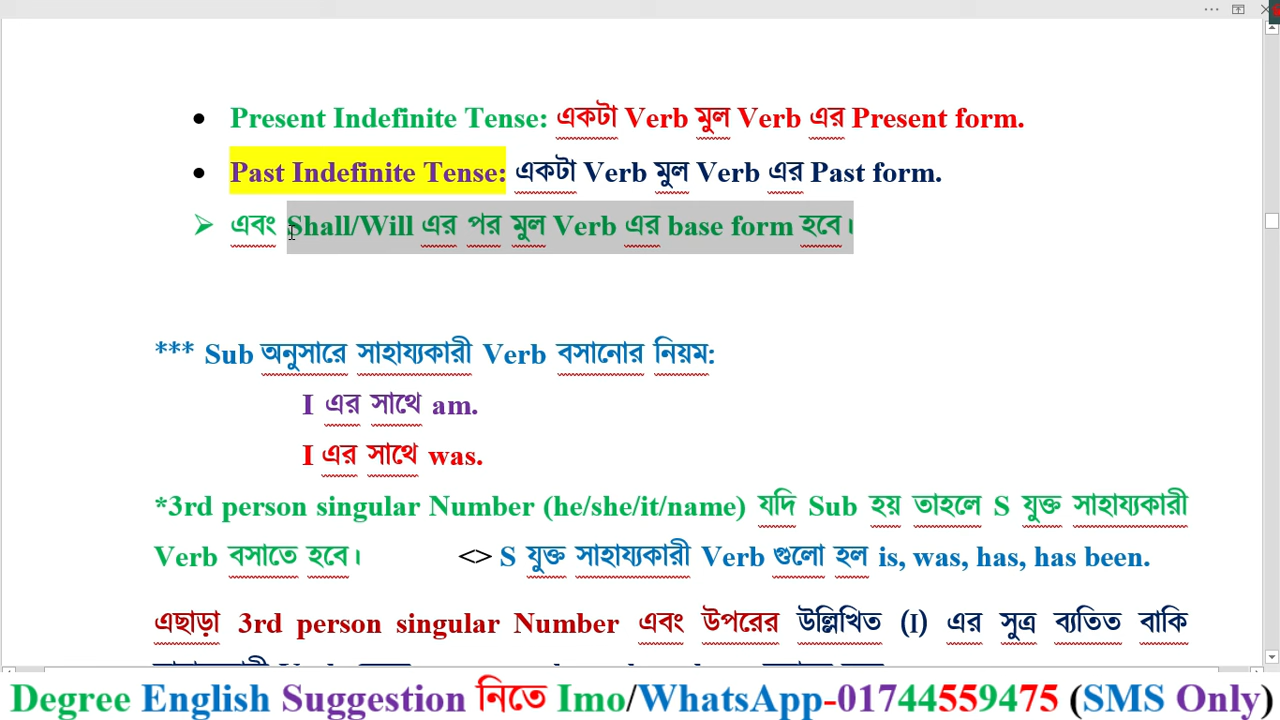 • Present Indefinite Tense: একটা Verb মুল Verb এর Present form.
• Past Indefinite Tense: একটা Verb মুল Verb এর Past form.
➢ এবং Shall/Will এর পর মুল Verb এর base form হবে।
*** Sub অনুসারে সাহায্যকারী Verb বসানোর নিয়ম:
I এর সাথে am.
I এর সাথে was.
*3rd person singular Number (he/she/it/name) যদি Sub হয় তাহলে S যুক্ত সাহায্যকারী
Verb বসাতে হবে। <> S যুক্ত সাহায্যকারী Verb গুলো হল is, was, has, has been.
এছাড়া 3rd person singular Number এবং উপরের উল্লিখিত (I) এর সুত্র ব্যতিত বাকি
Degree English Suggestion নিতে Imo/WhatsApp-01744559475 (SMS Only)